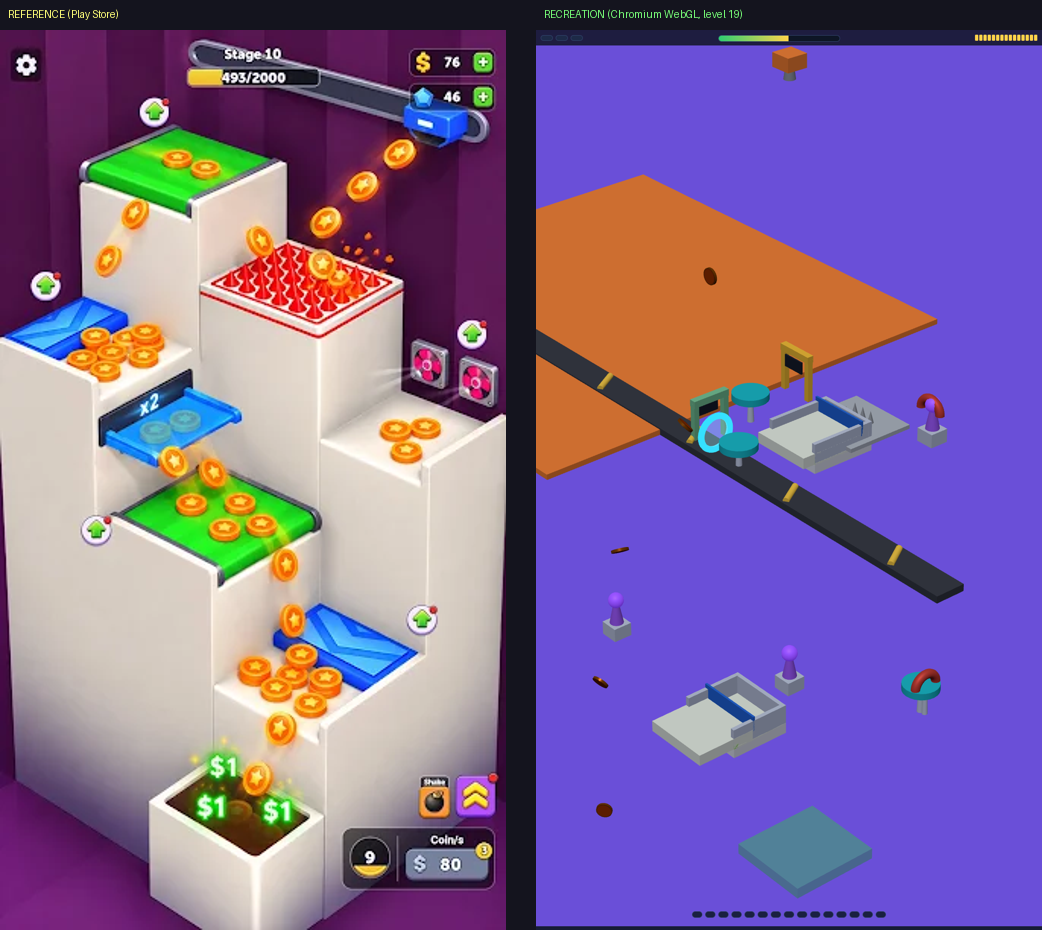 REFERENCE (Play Store)
RECREATION (Chromium WebGL, level 19)
Stage 10
$ 76
493/2000
46
x2
$1
$1
$1
Shake
Coin/s
9
3
$ 80